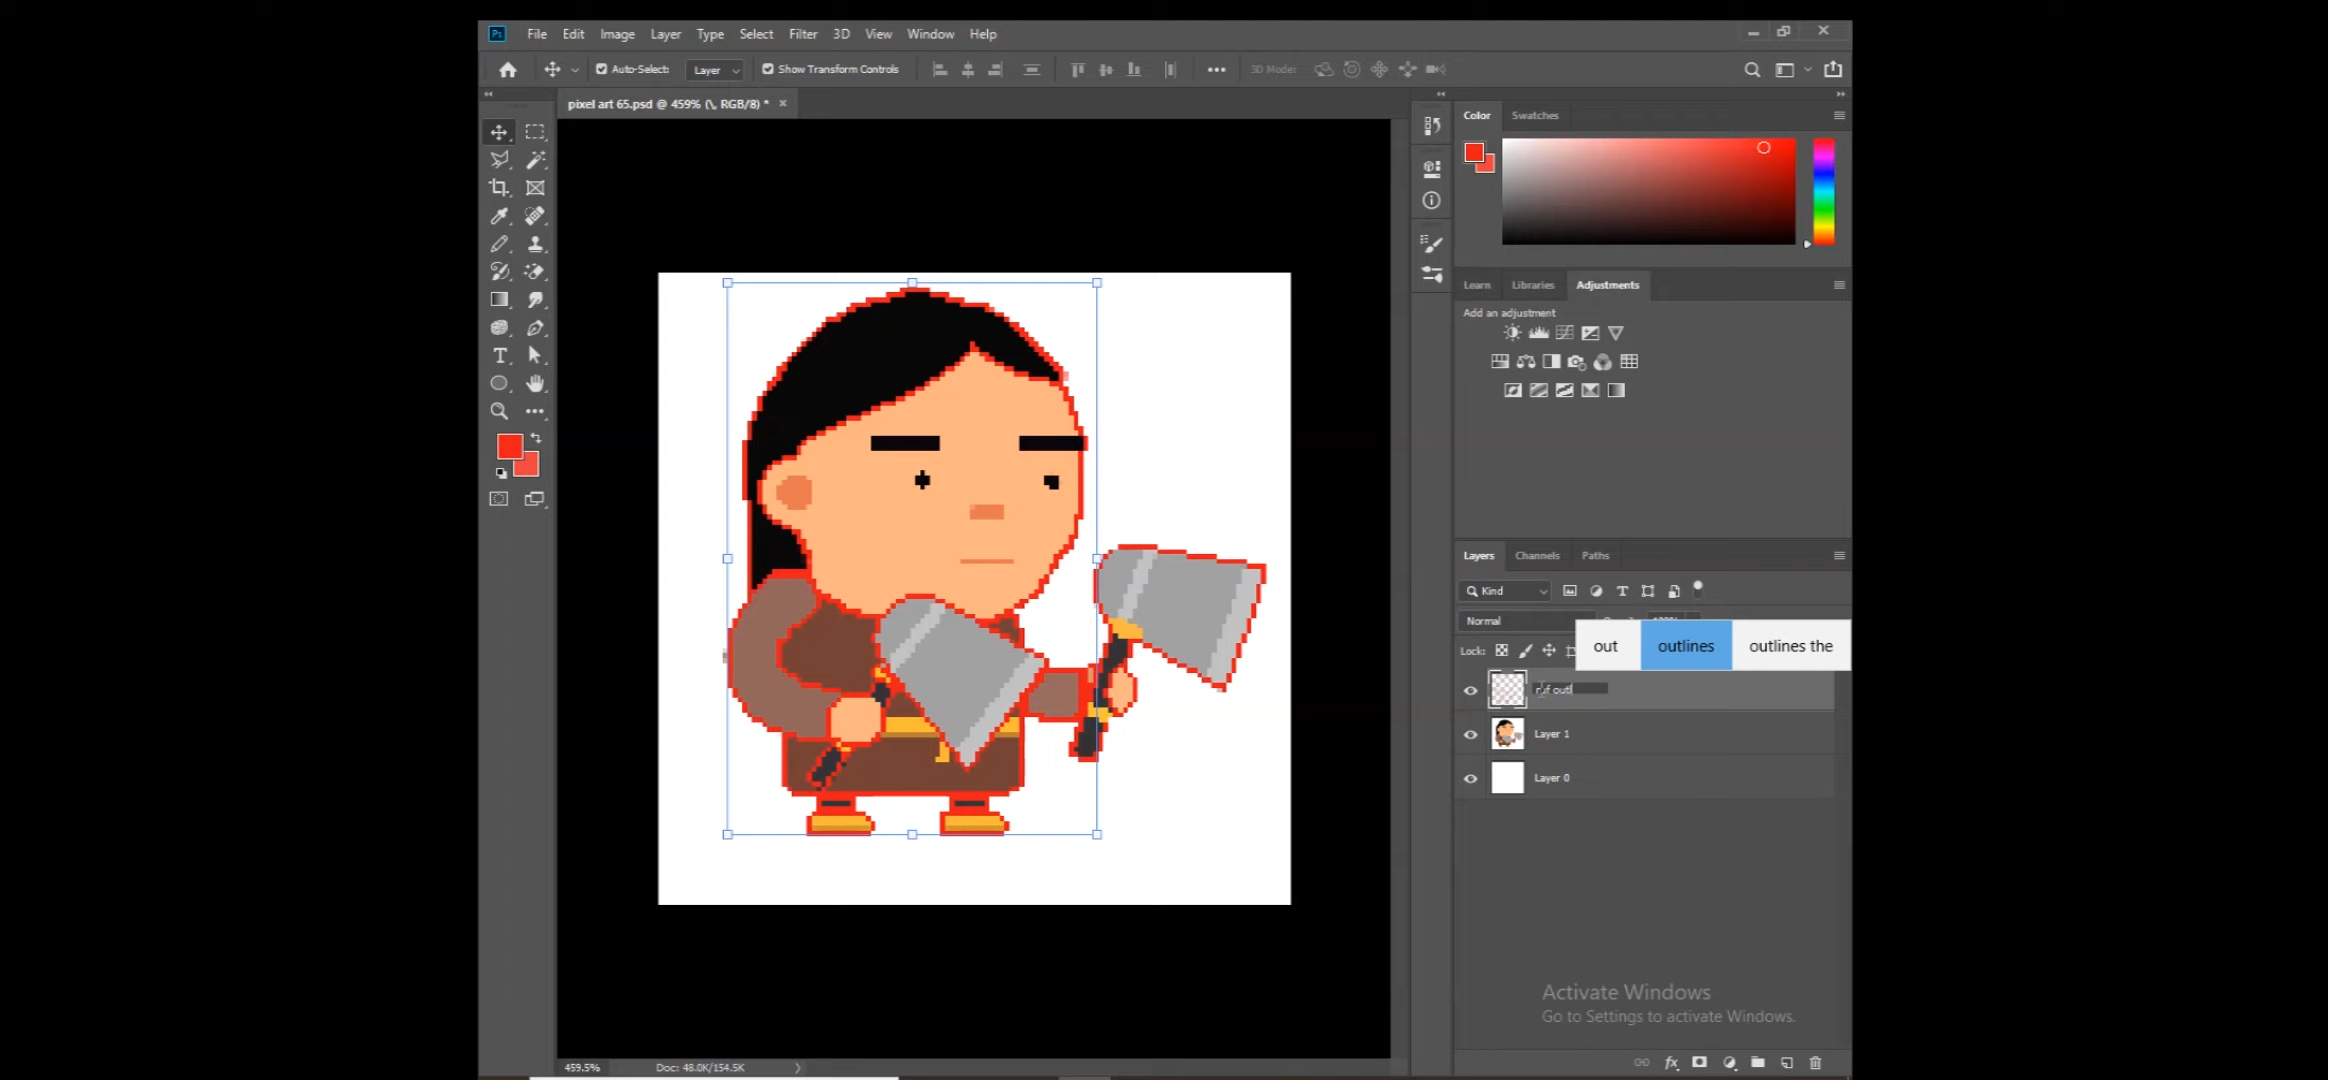 Ps File Edit Image Layer Type Select Filter 3D View Window Help
Auto-Select: Layer Show Transform Controls 3D Mode:
pixel art 65.psd @ 459% (\, RGB/8) *
Color Swatches
Learn Libraries Adjustments
Add an adjustment
Layers Channels Paths
Kind
Normal
out outlines outlines the
Lock:
outl
Layer 1
Layer 0
Activate Windows
Go to Settings to activate Windows.
459.5% Doc: 48.0K/154.5K
fx